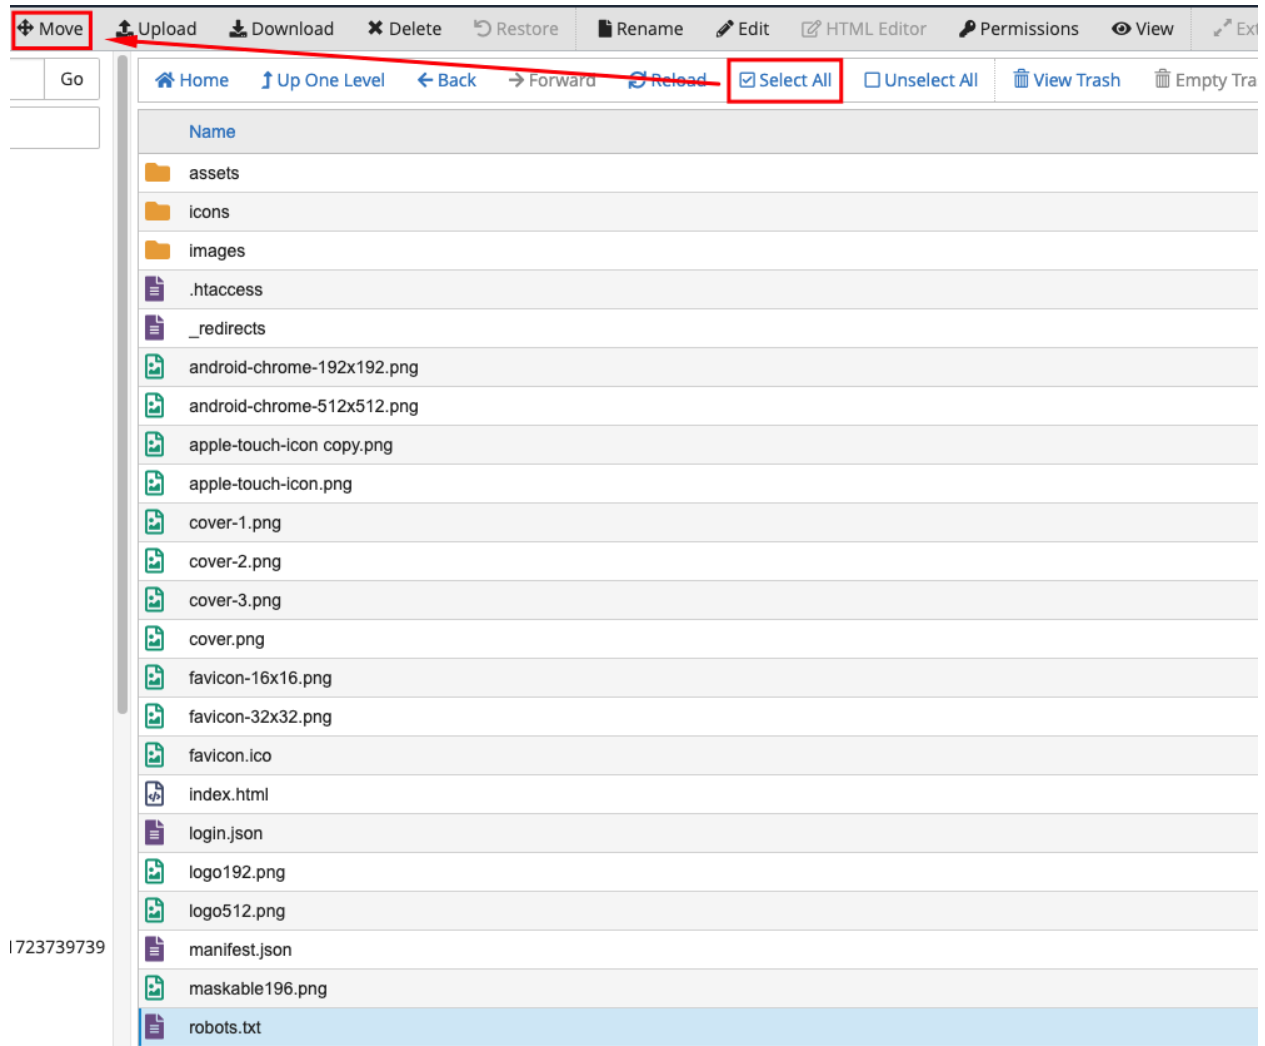 Move Upload Download Delete Restore Rename Edit HTML Editor Permissions View Ext
Go Home Up One Level Back Forward Reload Select All Unselect All View Trash Empty Tra
Name
assets
icons
images
.htaccess
_redirects
android-chrome-192x192.png
android-chrome-512x512.png
apple-touch-icon copy.png
apple-touch-icon.png
cover-1.png
cover-2.png
cover-3.png
cover.png
favicon-16x16.png
favicon-32x32.png
favicon.ico
index.html
login.json
logo192.png
logo512.png
1723739739 manifest.json
maskable196.png
robots.txt